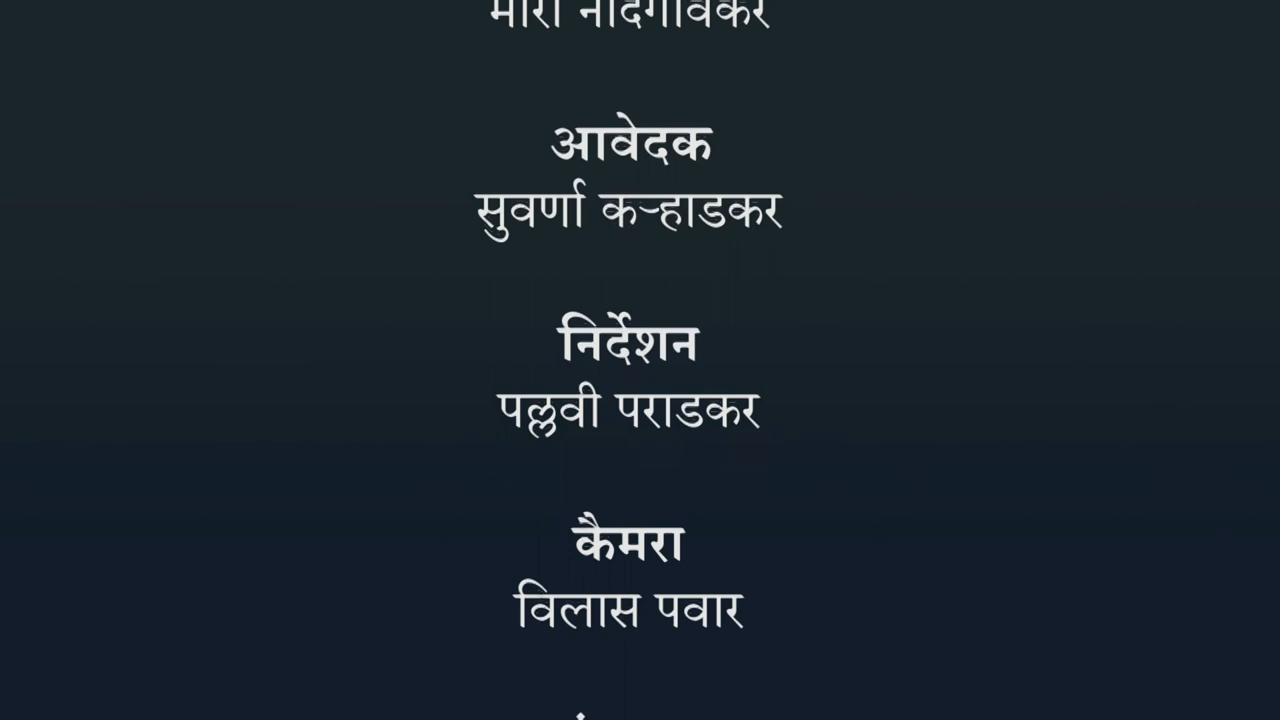 आवेदक
सुवर्णा कऱ्हाडकर
निर्देशन
पल्लवी पराडकर
कैमरा
विलास पवार